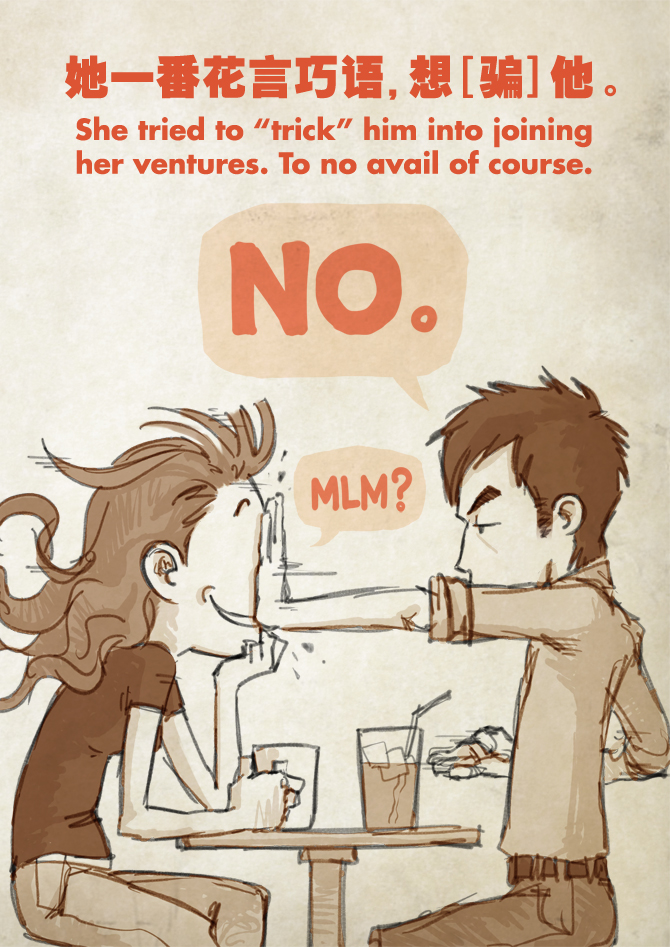 她一番花言巧语, 想[骗]他。
She tried to “trick” him into joining
her ventures. To no avail of course.
NO。
MLM?